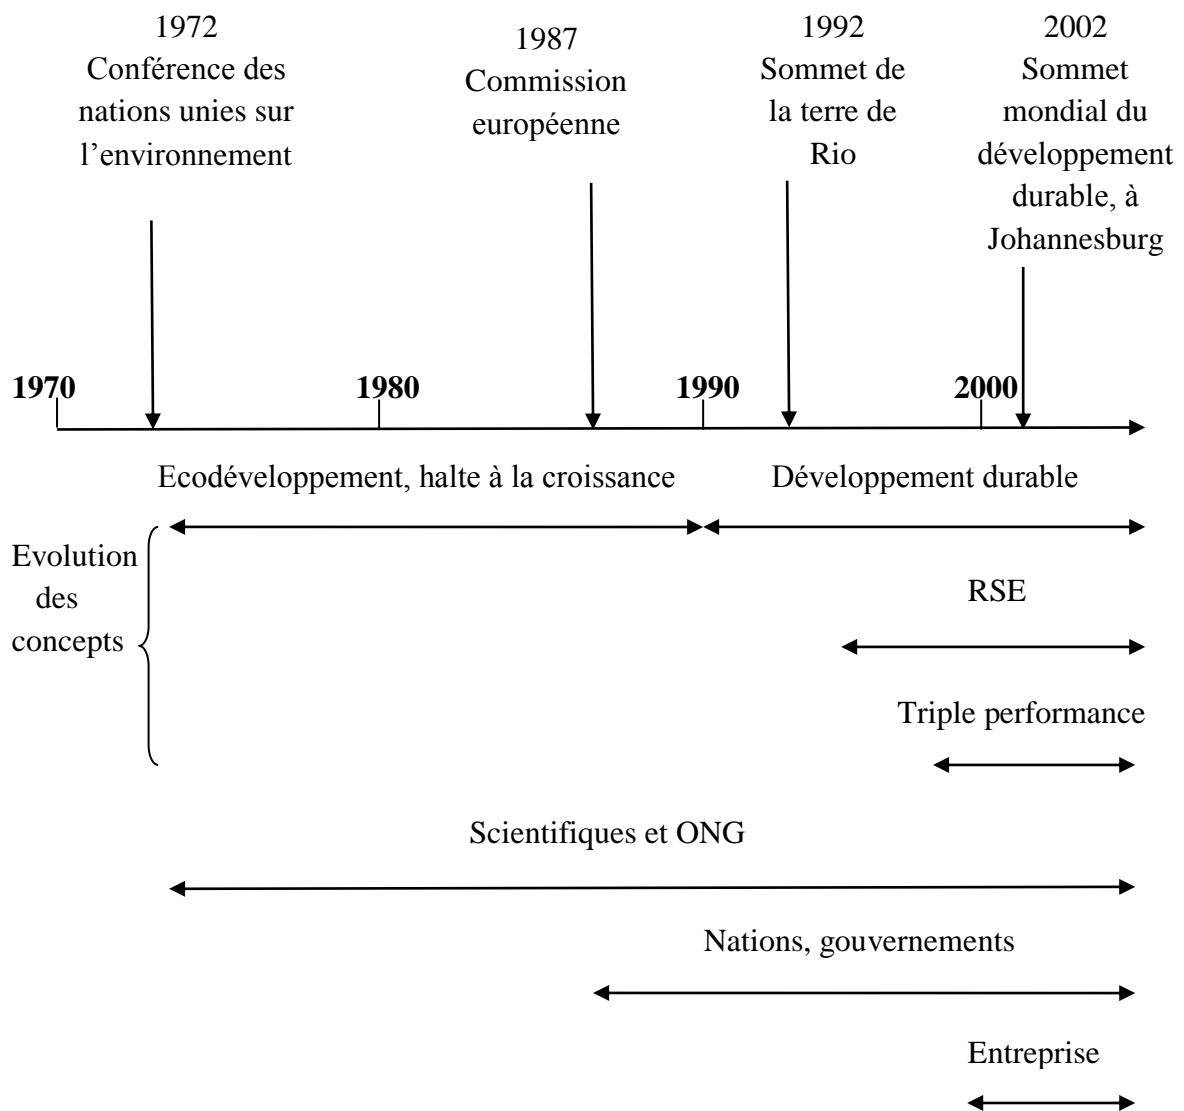 1972
Conférence des
nations unies sur
l’environnement
1987
Commission
européenne
1992
Sommet de
la terre de
Rio
2002
Sommet
mondial du
développement
durable, à
Johannesburg
1970
1980
1990
2000
Ecodéveloppement, halte à la croissance
Développement durable
Evolution
des
concepts
RSE
Triple performance
Scientifiques et ONG
Nations, gouvernements
Entreprise